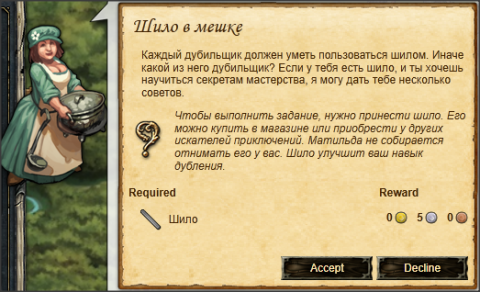 Шило в мешке
Каждый дубильщик должен уметь пользоваться шилом. Иначе
какой из него дубильщик? Если у тебя есть шило, и ты хочешь
научиться секретам мастерства, я могу дать тебе несколько
советов.
Чтобы выполнить задание, нужно принести шило. Его
можно купить в магазине или приобрести у других
искателей приключений. Матильда не собирается
отнимать его у вас. Шило улучшит ваш навык
дубления.
Required Reward
Шило 0 5 0
Accept Decline